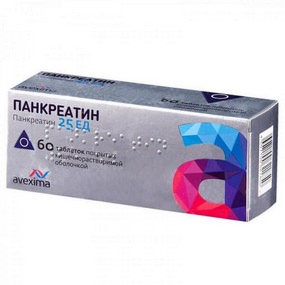 ПАНКРЕАТИН
Панкреатин 25 ЕД
60 таблеток покрытых
кишечнорастворимой
оболочкой
avexima